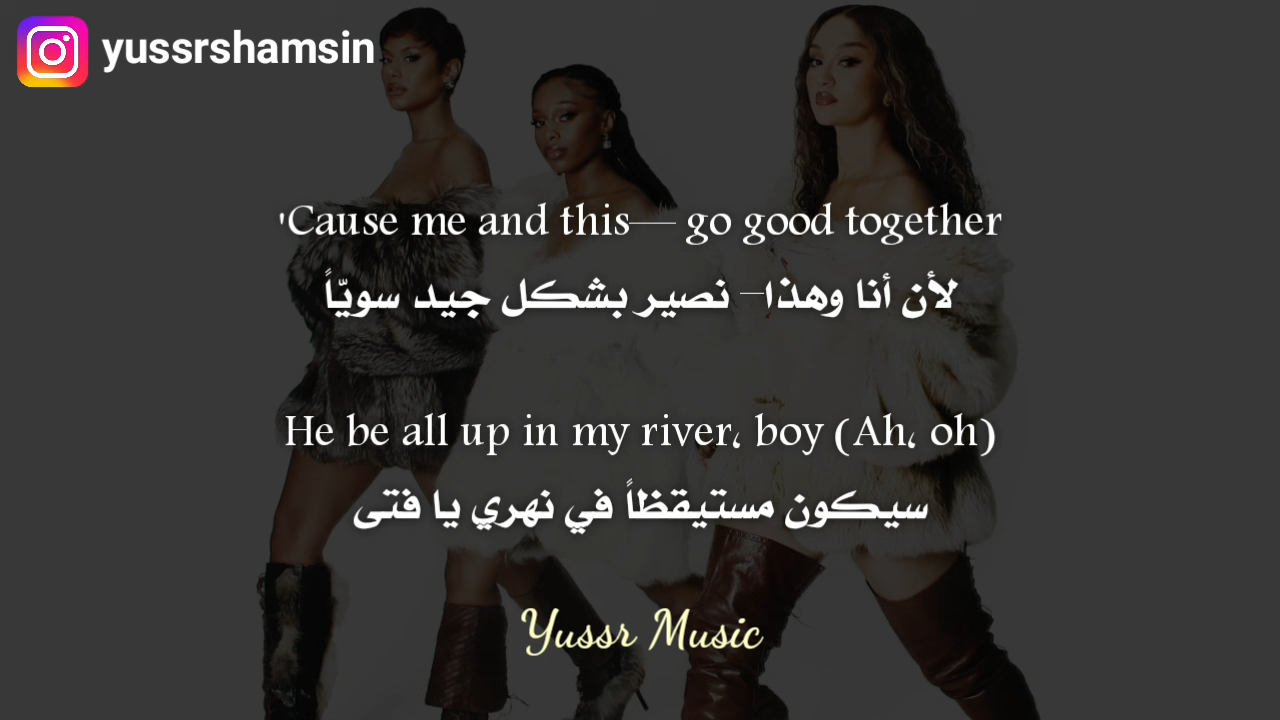 yussrshamsin
'Cause me and this— go good together
لأن أنا وهذا– نصير بشكل جيد سويّاً
He be all up in my river، boy (Ah، oh)
سيكون مستيقظاً في نهري يا فتى
Yussr Music